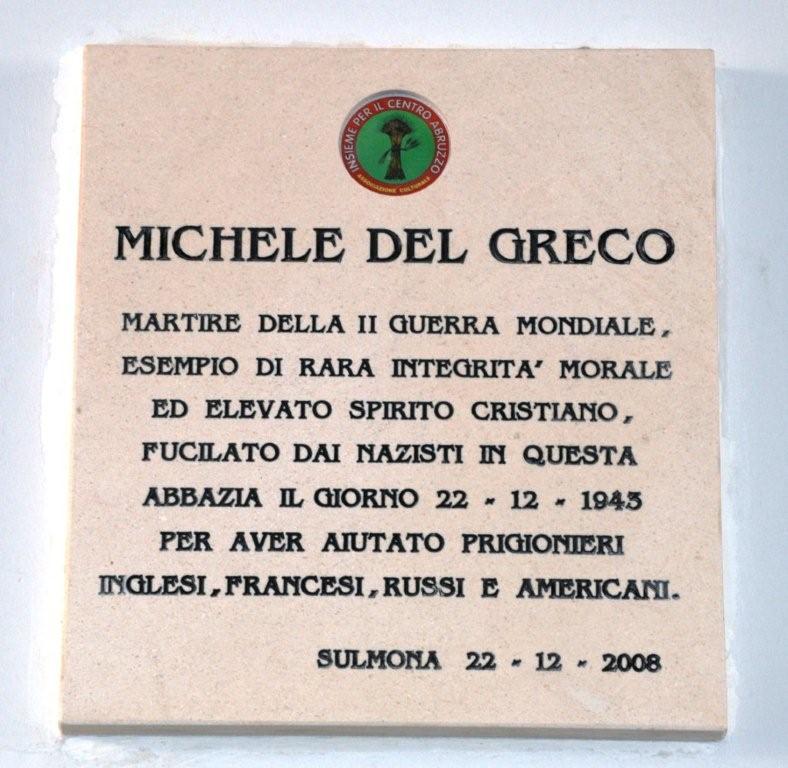 INSIEME PER IL CENTRO ABRUZZO
ASSOCIAZIONE CULTURALE
MICHELE DEL GRECO
MARTIRE DELLA II GUERRA MONDIALE,
ESEMPIO DI RARA INTEGRITA' MORALE
ED ELEVATO SPIRITO CRISTIANO,
FUCILATO DAI NAZISTI IN QUESTA
ABBAZIA IL GIORNO 22 - 12 - 1943
PER AVER AIUTATO PRIGIONIERI
INGLESI, FRANCESI, RUSSI E AMERICANI.
SULMONA 22 - 12 - 2008